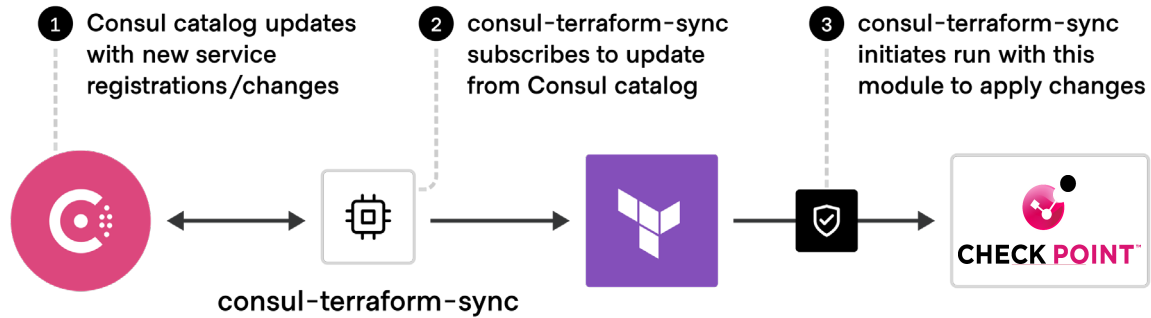 1
Consul catalog updates
with new service
registrations/changes
2
consul-terraform-sync
subscribes to update
from Consul catalog
3
consul-terraform-sync
initiates run with this
module to apply changes
consul-terraform-sync
CHECK POINT™